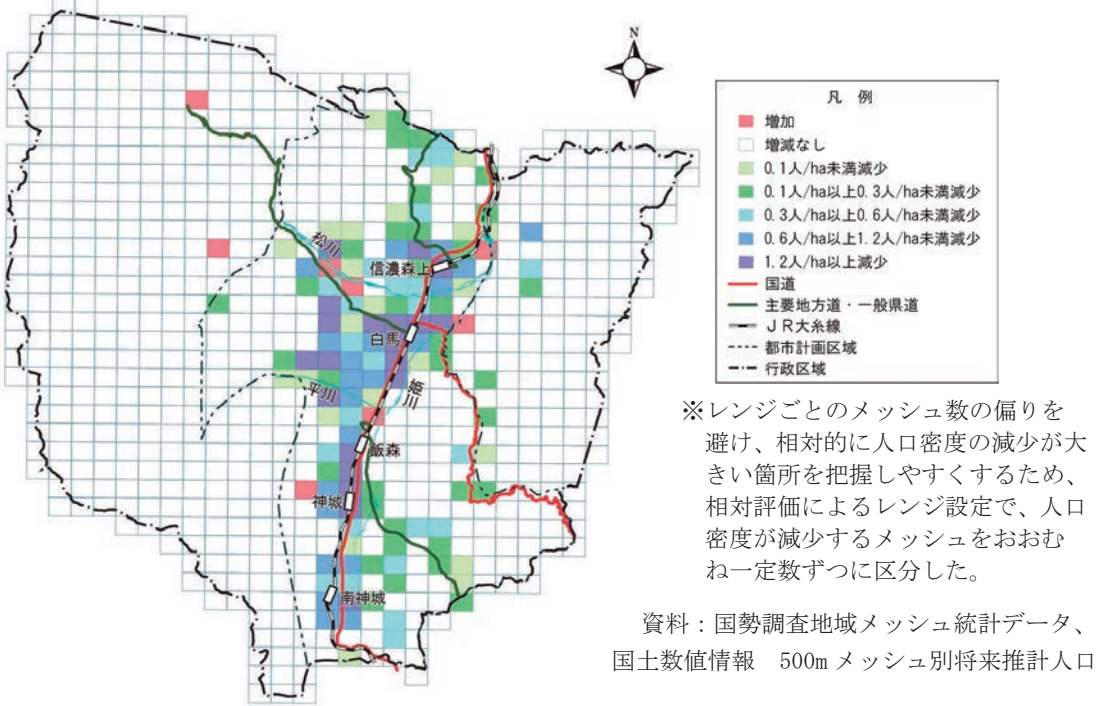 N
凡 例
増加
増減なし
0.1人/ha未満減少
0.1人/ha以上0.3人/ha未満減少
0.3人/ha以上0.6人/ha未満減少
0.6人/ha以上1.2人/ha未満減少
1.2人/ha以上減少
国道
主要地方道・一般県道
JR大糸線
都市計画区域
行政区域
松川
信濃森上
白馬
姫川
平川
飯森
神城
南神城
※レンジごとのメッシュ数の偏りを
避け、相対的に人口密度の減少が大
きい箇所を把握しやすくするため、
相対評価によるレンジ設定で、人口
密度が減少するメッシュをおおむ
ね一定数ずつに区分した。
資料：国勢調査地域メッシュ統計データ、
国土数値情報 500mメッシュ別将来推計人口